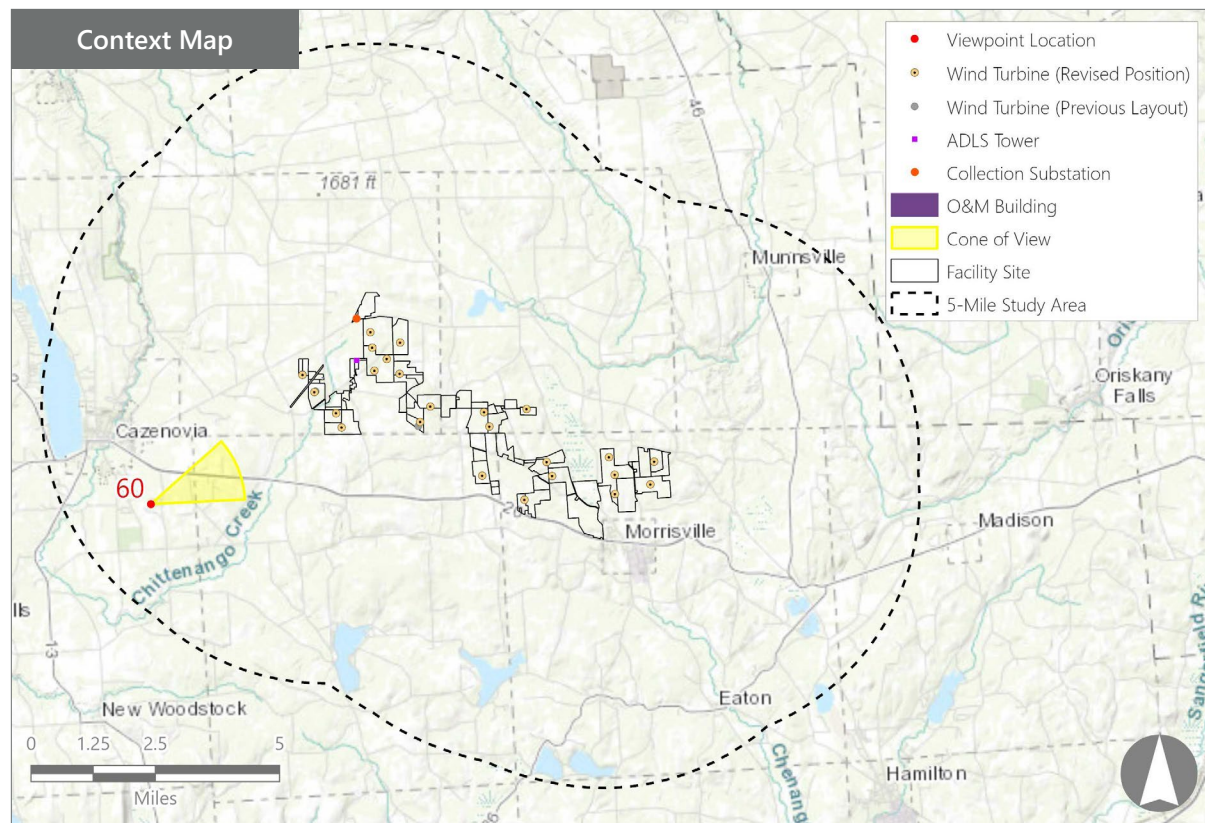 Context Map
Viewpoint Location
Wind Turbine (Revised Position)
Wind Turbine (Previous Layout)
ADLS Tower
Collection Substation
O&M Building
Cone of View
Facility Site
5-Mile Study Area
46
1681 ft
Munnsville
Oriskany
Falls
Cazenovia
60
20
Morrisville
Madison
Chittenango Creek
lls
13
New Woodstock
Eaton
Hamilton
0 1.25 2.5 5
Miles